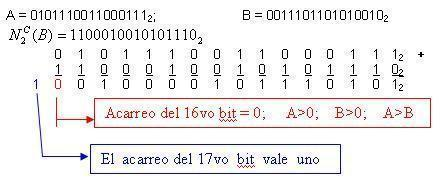 A = 0101110011000111₂; B = 0011101101010010₂
N₂ᶜ(B) = 1100010010101110₂
0 1 0 1 1 1 0 0 1 1 0 0 0 1 1 1₂ +
1 1 0 0 0 1 0 0 1 0 1 0 1 1 1 0₂
1 0 0 1 0 0 0 0 1 0 1 1 1 0 1 0 1₂
Acarreo del 16vo bit = 0; A>0; B>0; A>B
El acarreo del 17vo bit vale uno